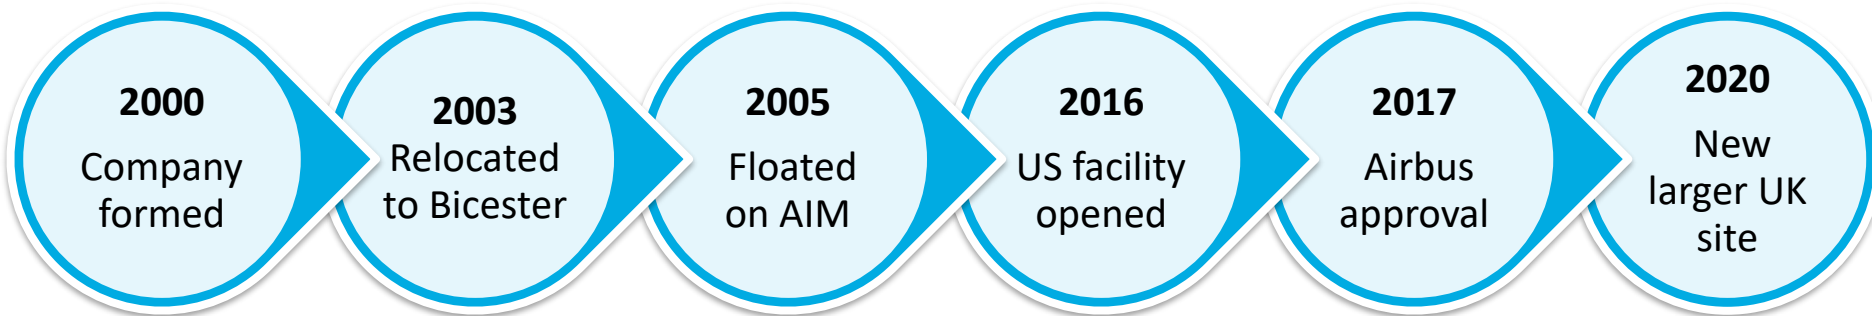 2000
Company
formed
2003
Relocated
to Bicester
2005
Floated
on AIM
2016
US facility
opened
2017
Airbus
approval
2020
New
larger UK
site